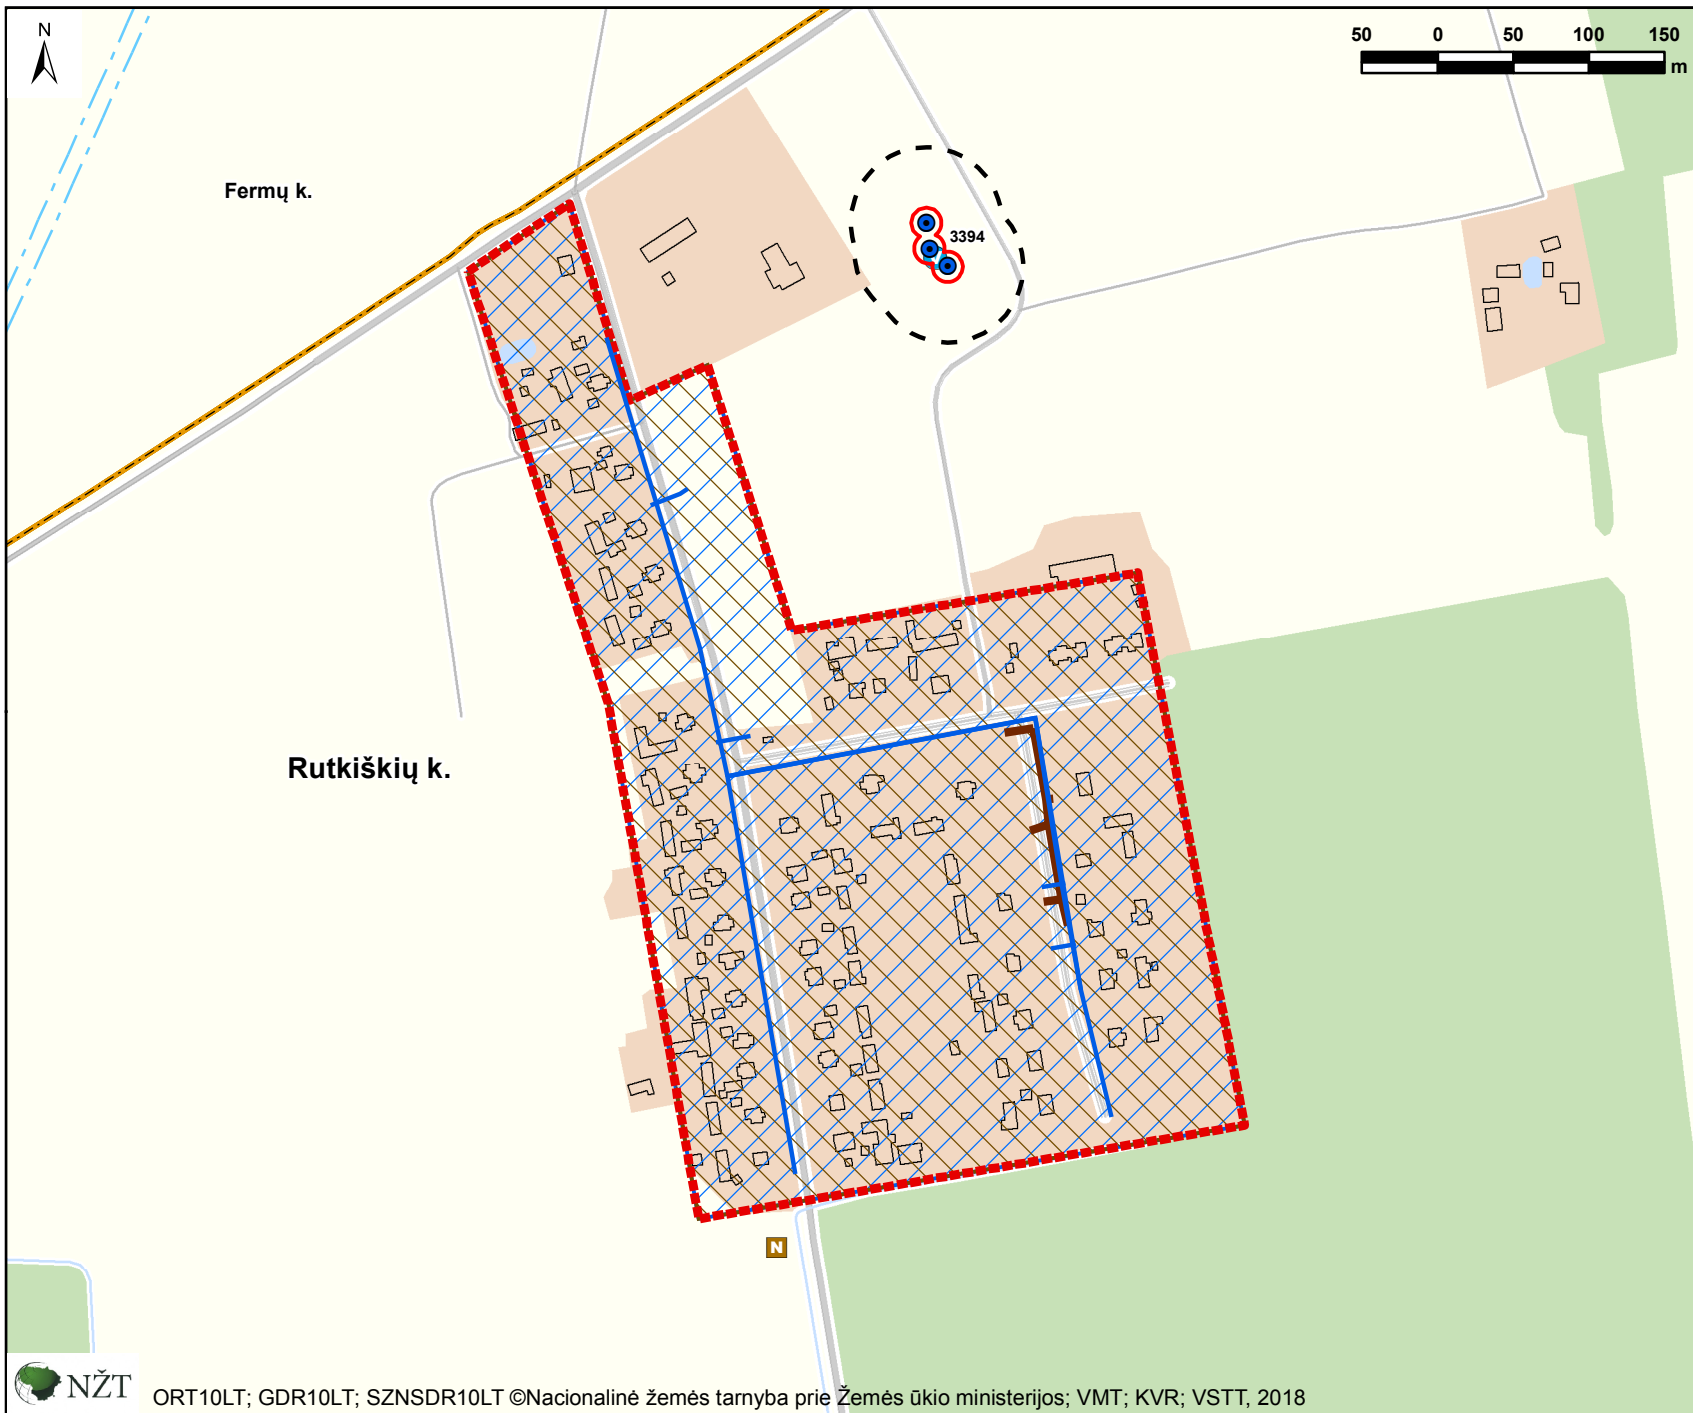 N
50 0 50 100 150
m
Fermų k.
3394
Rutkiškių k.
N
NŽT
ORT10LT; GDR10LT; SZNSDR10LT ©Nacionalinė žemės tarnyba prie Žemės ūkio ministerijos; VMT; KVR; VSTT, 2018